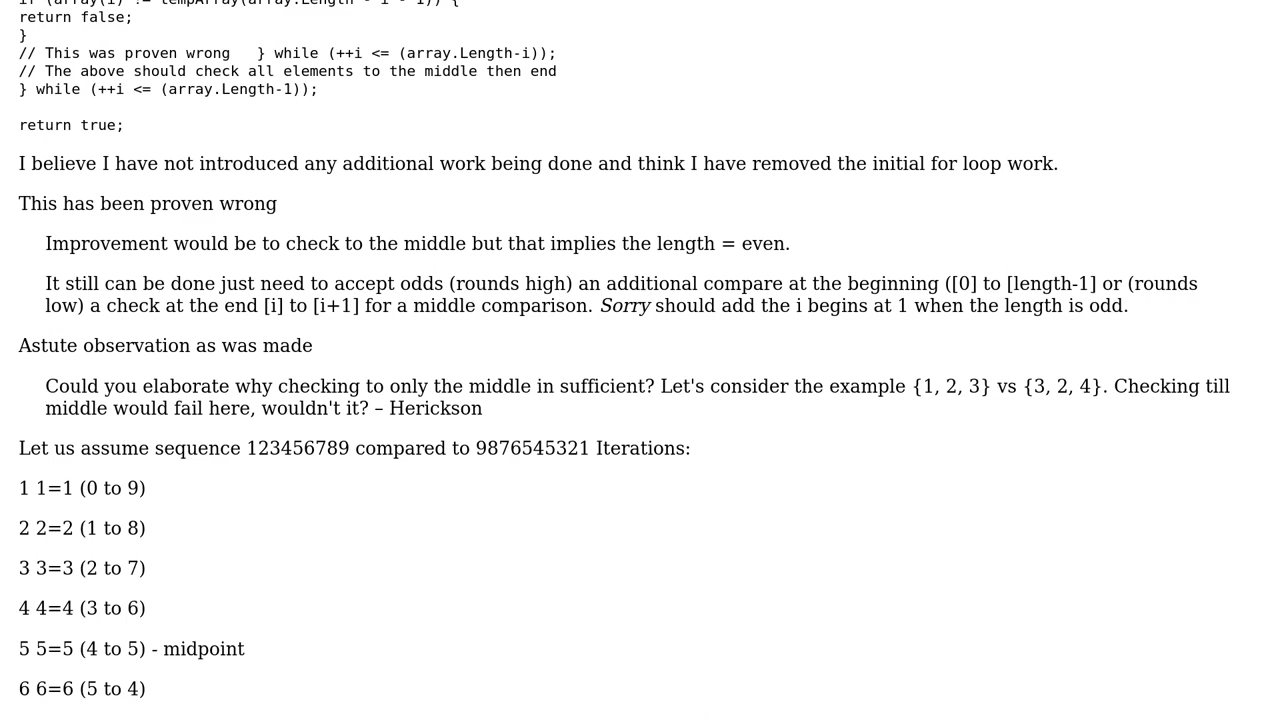 if (array(i) != tempArray(array.Length - i - 1)) {
return false;
}
// This was proven wrong   } while (++i <= (array.Length-i));
// The above should check all elements to the middle then end
} while (++i <= (array.Length-1));
return true;
I believe I have not introduced any additional work being done and think I have removed the initial for loop work.
This has been proven wrong
Improvement would be to check to the middle but that implies the length = even.
It still can be done just need to accept odds (rounds high) an additional compare at the beginning ([0] to [length-1] or (rounds
low) a check at the end [i] to [i+1] for a middle comparison. Sorry should add the i begins at 1 when the length is odd.
Astute observation as was made
Could you elaborate why checking to only the middle in sufficient? Let's consider the example {1, 2, 3} vs {3, 2, 4}. Checking till
middle would fail here, wouldn't it? – Herickson
Let us assume sequence 123456789 compared to 9876545321 Iterations:
1 1=1 (0 to 9)
2 2=2 (1 to 8)
3 3=3 (2 to 7)
4 4=4 (3 to 6)
5 5=5 (4 to 5) - midpoint
6 6=6 (5 to 4)